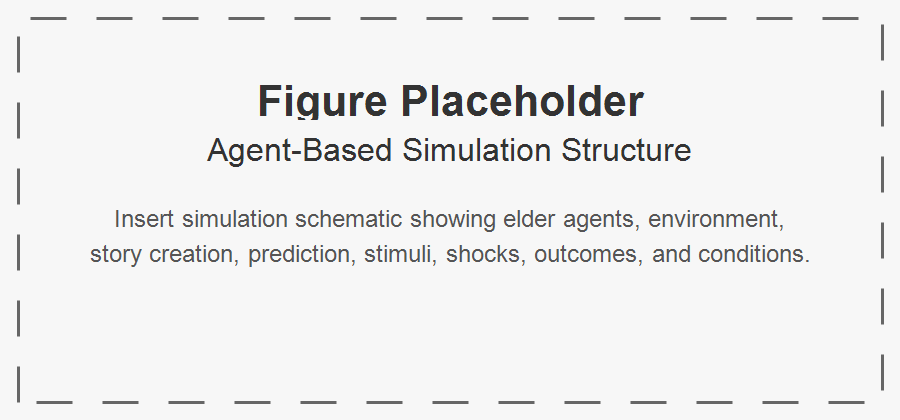 Figure Placeholder
Agent-Based Simulation Structure
Insert simulation schematic showing elder agents, environment,
story creation, prediction, stimuli, shocks, outcomes, and conditions.